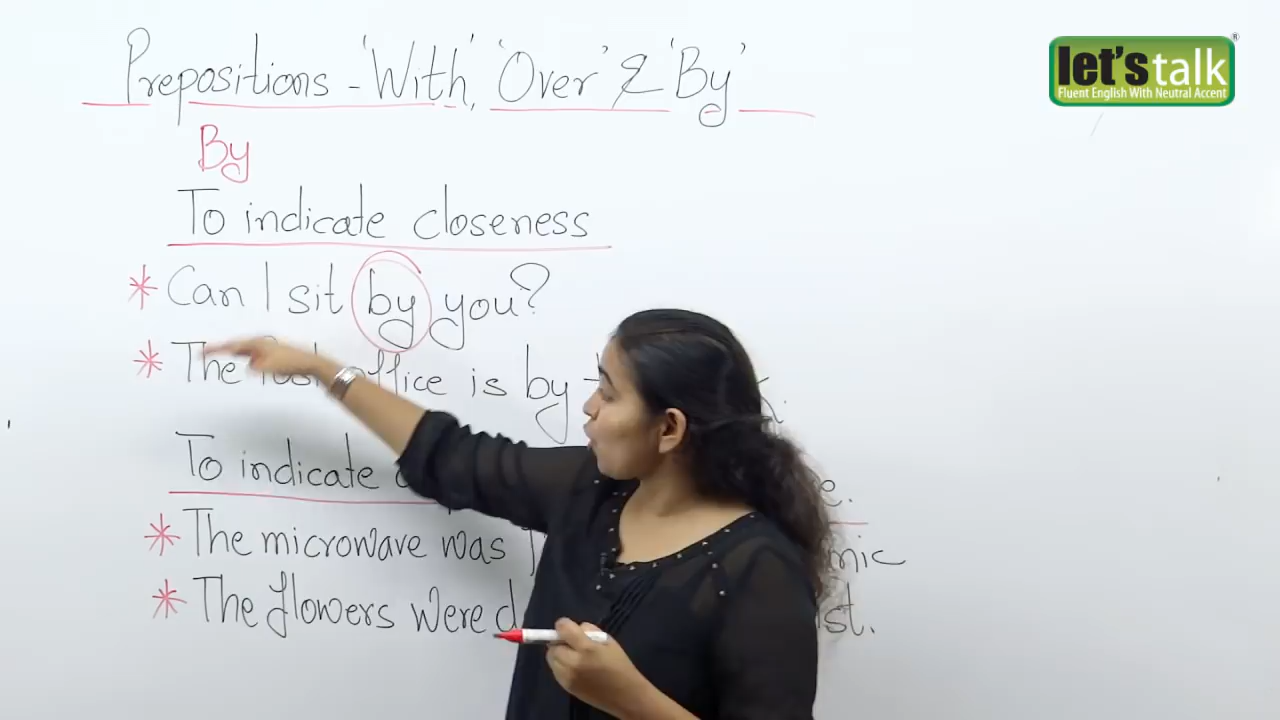 Prepositions - 'With', 'Over' & 'By'
let's talk ®
Fluent English With Neutral Accent
By
To indicate closeness
* Can I sit by you?
* The Post office is by
To indicate
* The microwave was
* The flowers were